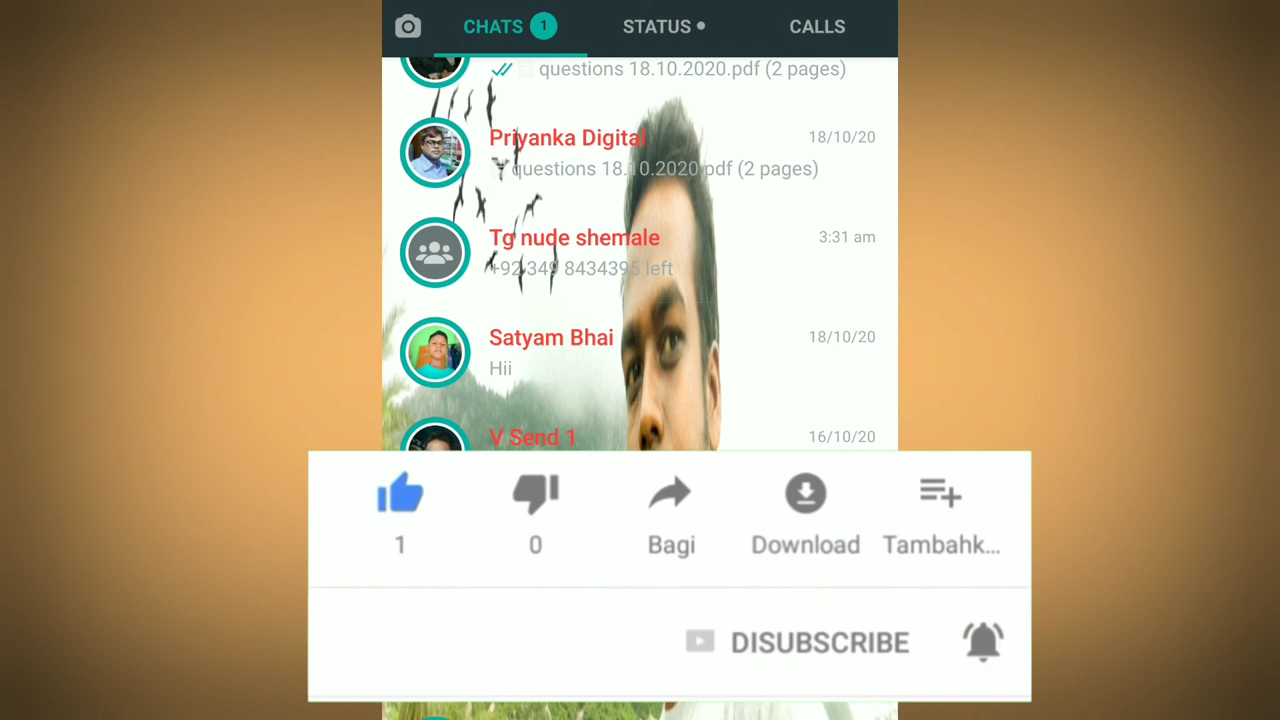 CHATS 1 STATUS CALLS
questions 18.10.2020.pdf (2 pages)
Priyanka Digital 18/10/20
questions 18.10.2020.pdf (2 pages)
Tg nude shemale 3:31 am
+92 349 8434395 left
Satyam Bhai 18/10/20
Hii
V Send 1 16/10/20
1 0 Bagi Download Tambahk...
DISUBSCRIBE